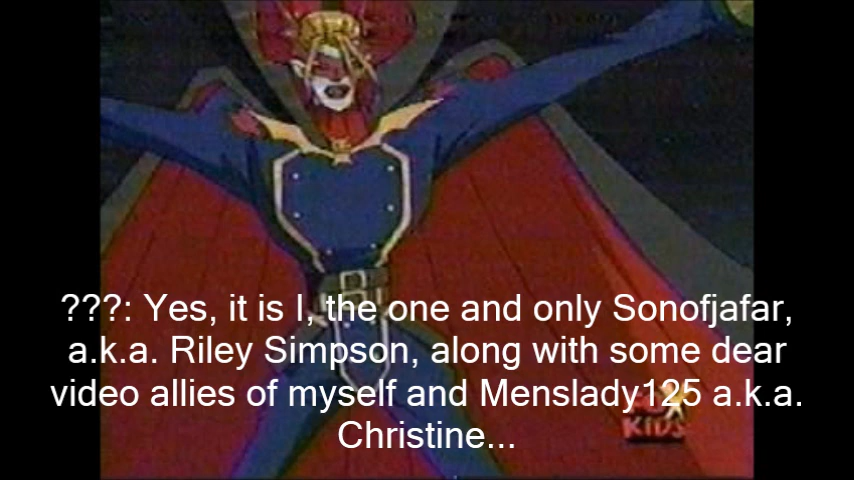 ???: Yes, it is I, the one and only Sonofjafar,
a.k.a. Riley Simpson, along with some dear
video allies of myself and Menslady125 a.k.a.
Christine...
KIDS